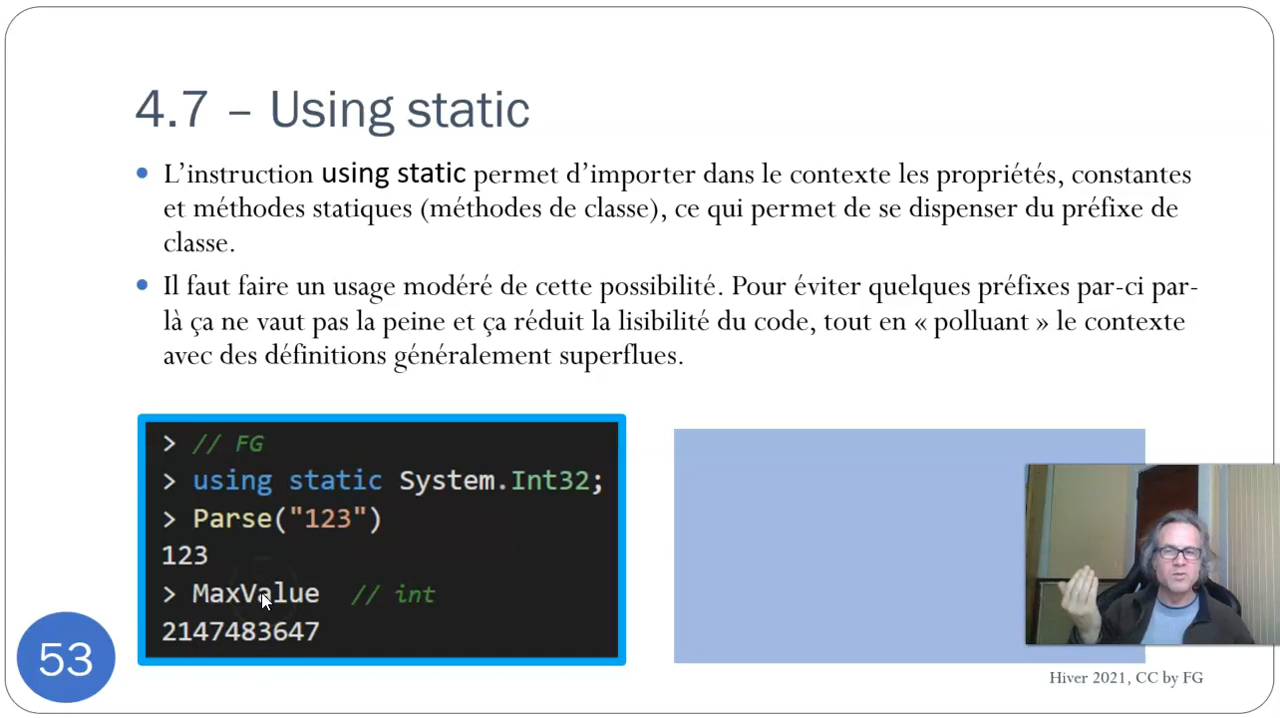 4.7 – Using static
• L’instruction using static permet d’importer dans le contexte les propriétés, constantes
et méthodes statiques (méthodes de classe), ce qui permet de se dispenser du préfixe de
classe.
• Il faut faire un usage modéré de cette possibilité. Pour éviter quelques préfixes par-ci par-
là ça ne vaut pas la peine et ça réduit la lisibilité du code, tout en « polluant » le contexte
avec des définitions généralement superflues.
> // FG
> using static System.Int32;
> Parse("123")
123
> MaxValue // int
2147483647
53
Hiver 2021, CC by FG